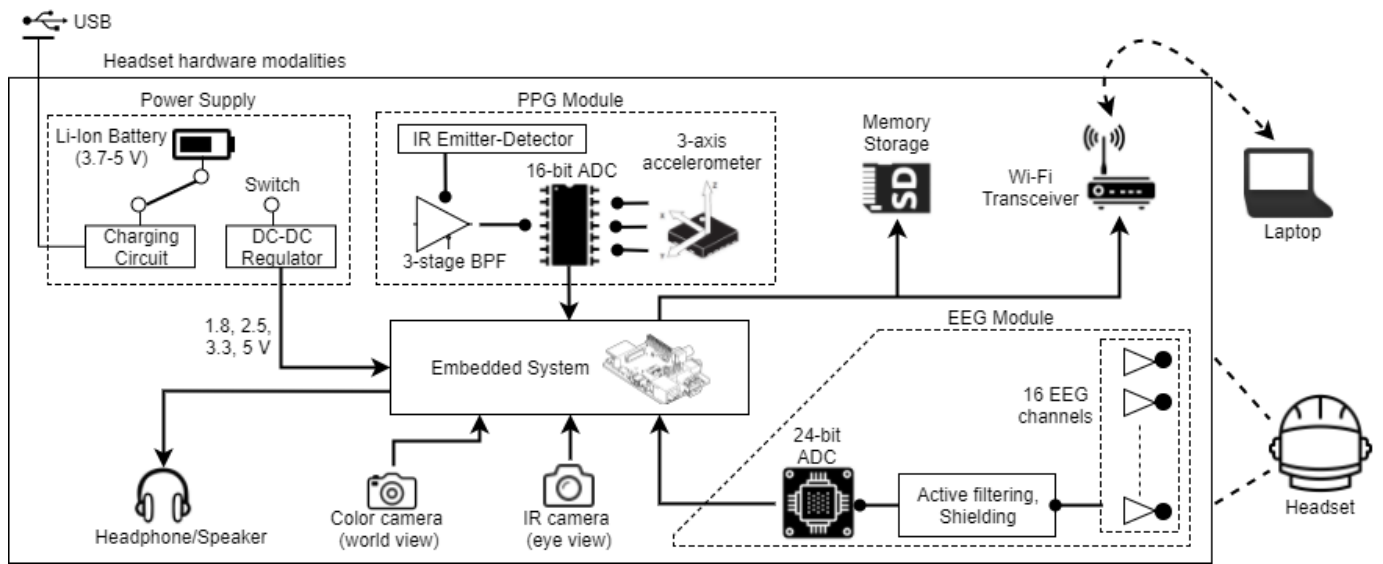 USB
Headset hardware modalities
Power Supply
Li-Ion Battery
(3.7-5 V)
Switch
Charging
Circuit
DC-DC
Regulator
1.8, 2.5,
3.3, 5 V
PPG Module
IR Emitter-Detector
16-bit ADC
3-axis
accelerometer
z
x
Y
3-stage BPF
Memory
Storage
SD
Wi-Fi
Transceiver
Laptop
Embedded System
EEG Module
16 EEG
channels
24-bit
ADC
Active filtering,
Shielding
Headset
Headphone/Speaker
Color camera
(world view)
IR camera
(eye view)